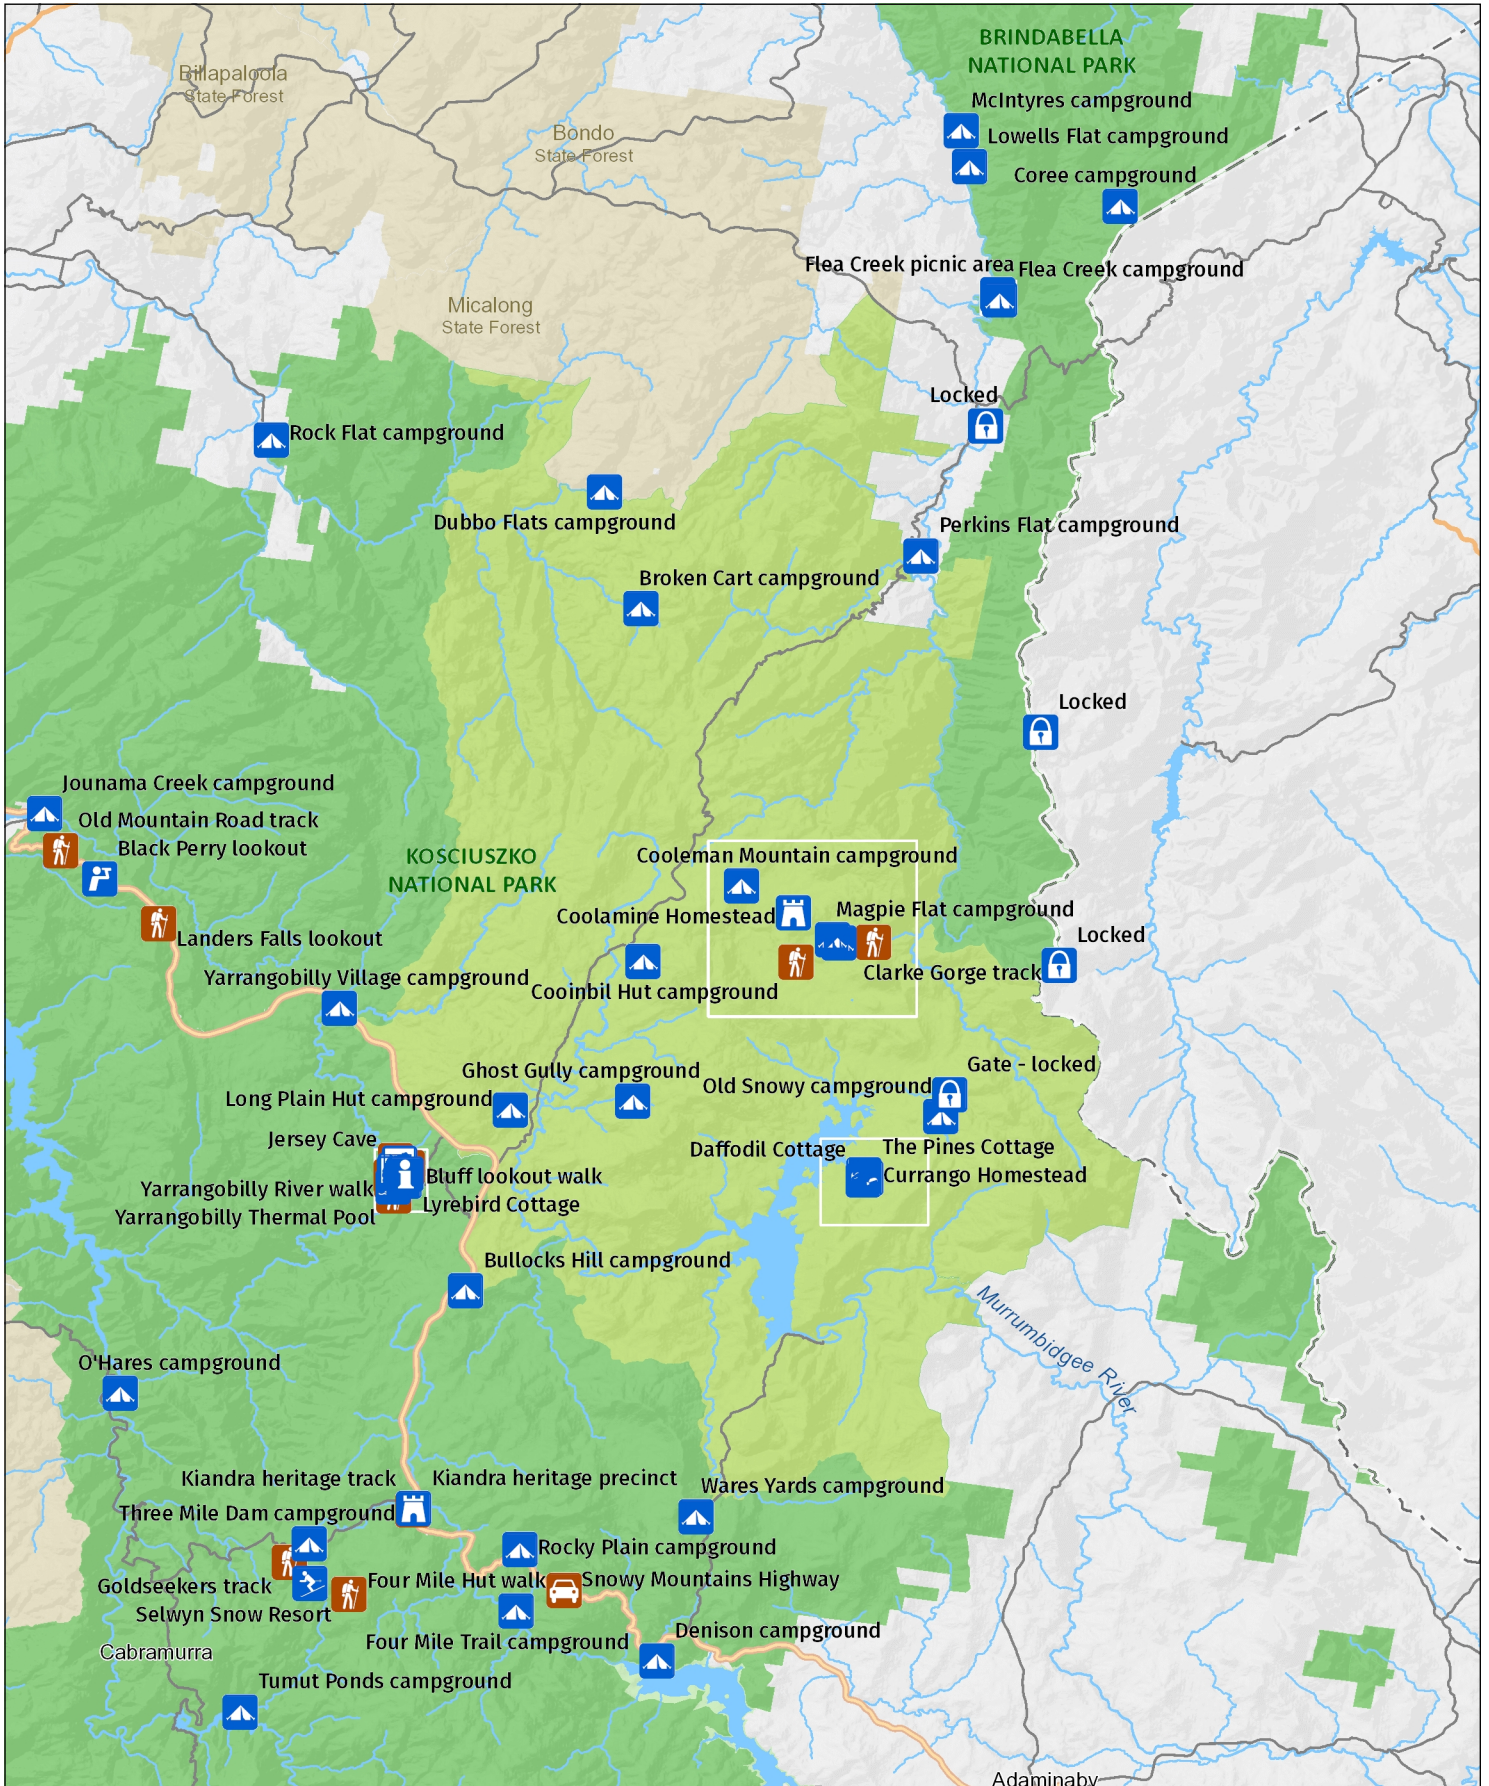 BRINDABELLA
NATIONAL PARK
Billapaloola
State Forest
McIntyres campground
Bondo
State Forest
Lowells Flat campground
Coree campground
Flea Creek picnic area
Flea Creek campground
Micalong
State Forest
Locked
Rock Flat campground
Dubbo Flats campground
Perkins Flat campground
Broken Cart campground
Locked
Jounama Creek campground
Old Mountain Road track
Black Perry lookout
KOSCIUSZKO
NATIONAL PARK
Cooleman Mountain campground
Coolamine Homestead
Magpie Flat campground
Landers Falls lookout
Locked
Clarke Gorge track
Yarrangobilly Village campground
Cooinbil Hut campground
Ghost Gully campground
Gate - locked
Old Snowy campground
Long Plain Hut campground
Jersey Cave
Daffodil Cottage
The Pines Cottage
Bluff lookout walk
Currango Homestead
Yarrangobilly River walk
Lyrebird Cottage
Yarrangobilly Thermal Pool
Bullocks Hill campground
Murrumbidgee River
O'Hares campground
Kiandra heritage track
Kiandra heritage precinct
Wares Yards campground
Three Mile Dam campground
Rocky Plain campground
Goldseekers track
Four Mile Hut walk
Snowy Mountains Highway
Selwyn Snow Resort
Four Mile Trail campground
Denison campground
Cabramurra
Tumut Ponds campground
Adaminaby